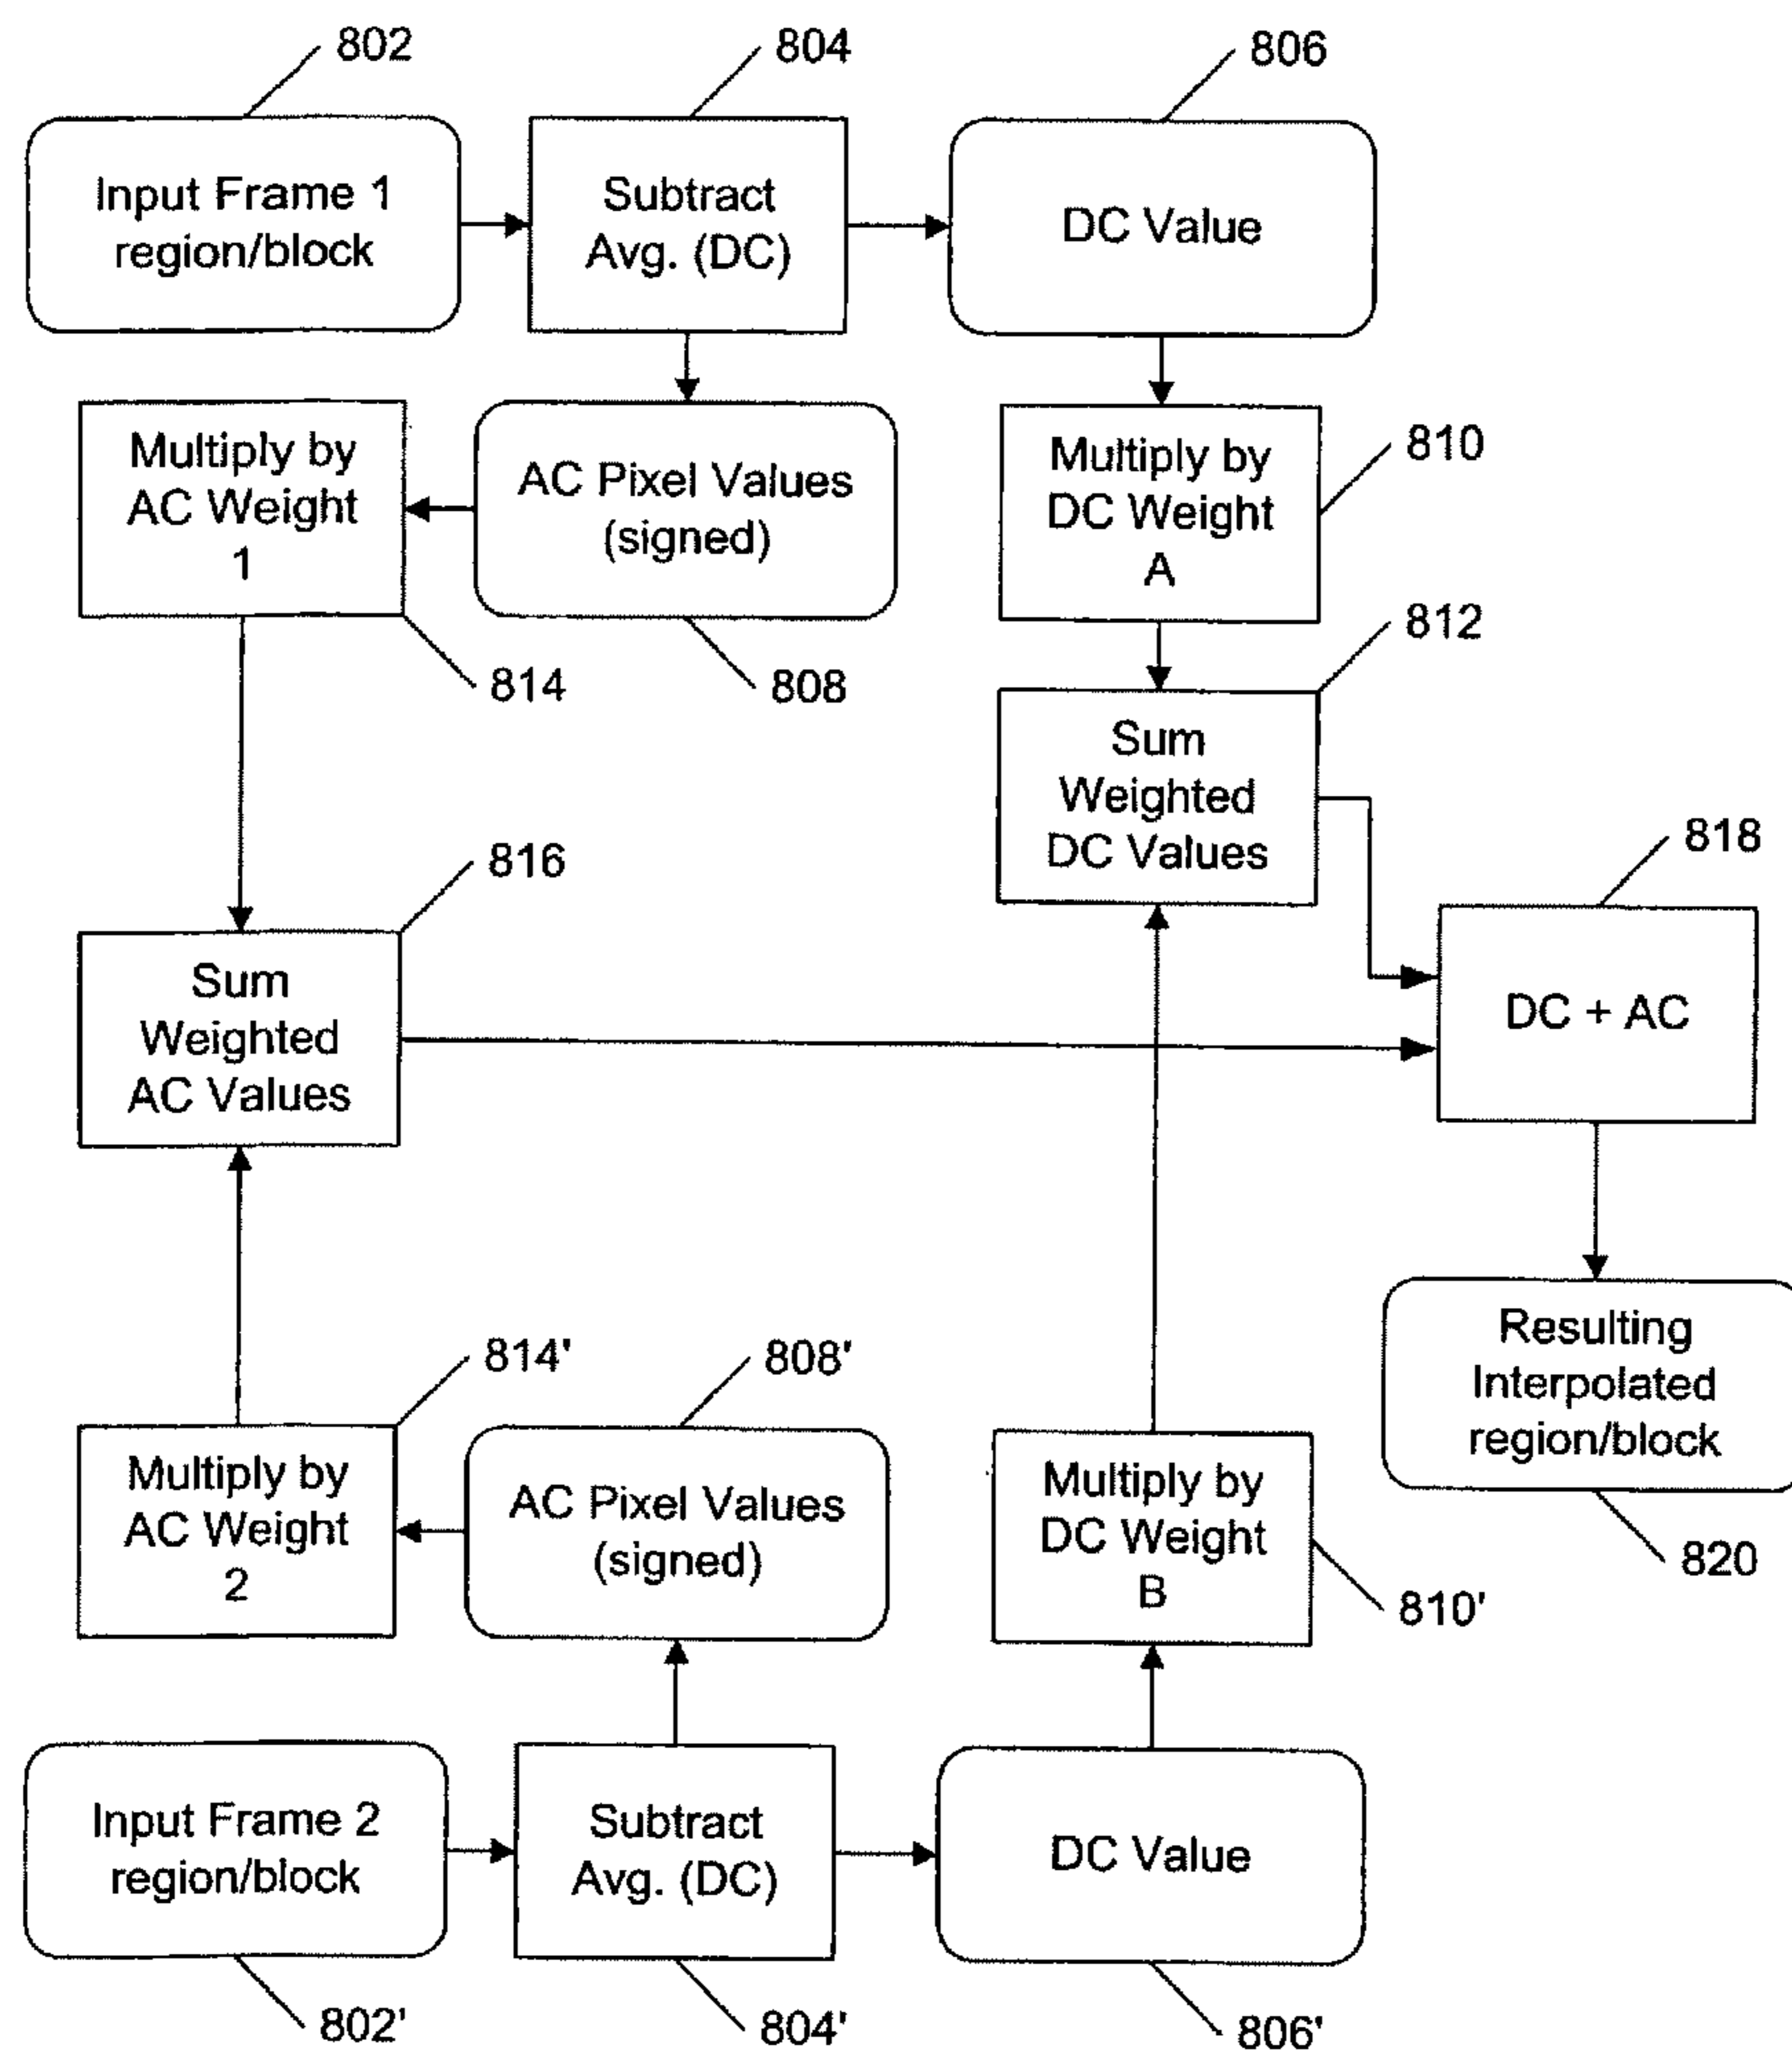 802
804
806
Input Frame 1
region/block
Subtract
Avg. (DC)
DC Value
Multiply by
AC Weight
1
AC Pixel Values
(signed)
Multiply by
DC Weight
A
810
814
808
812
Sum
Weighted
DC Values
816
818
Sum
Weighted
AC Values
DC + AC
814'
808'
Resulting
Interpolated
region/block
Multiply by
AC Weight
2
AC Pixel Values
(signed)
Multiply by
DC Weight
B
820
810'
Input Frame 2
region/block
Subtract
Avg. (DC)
DC Value
802'
804'
806'